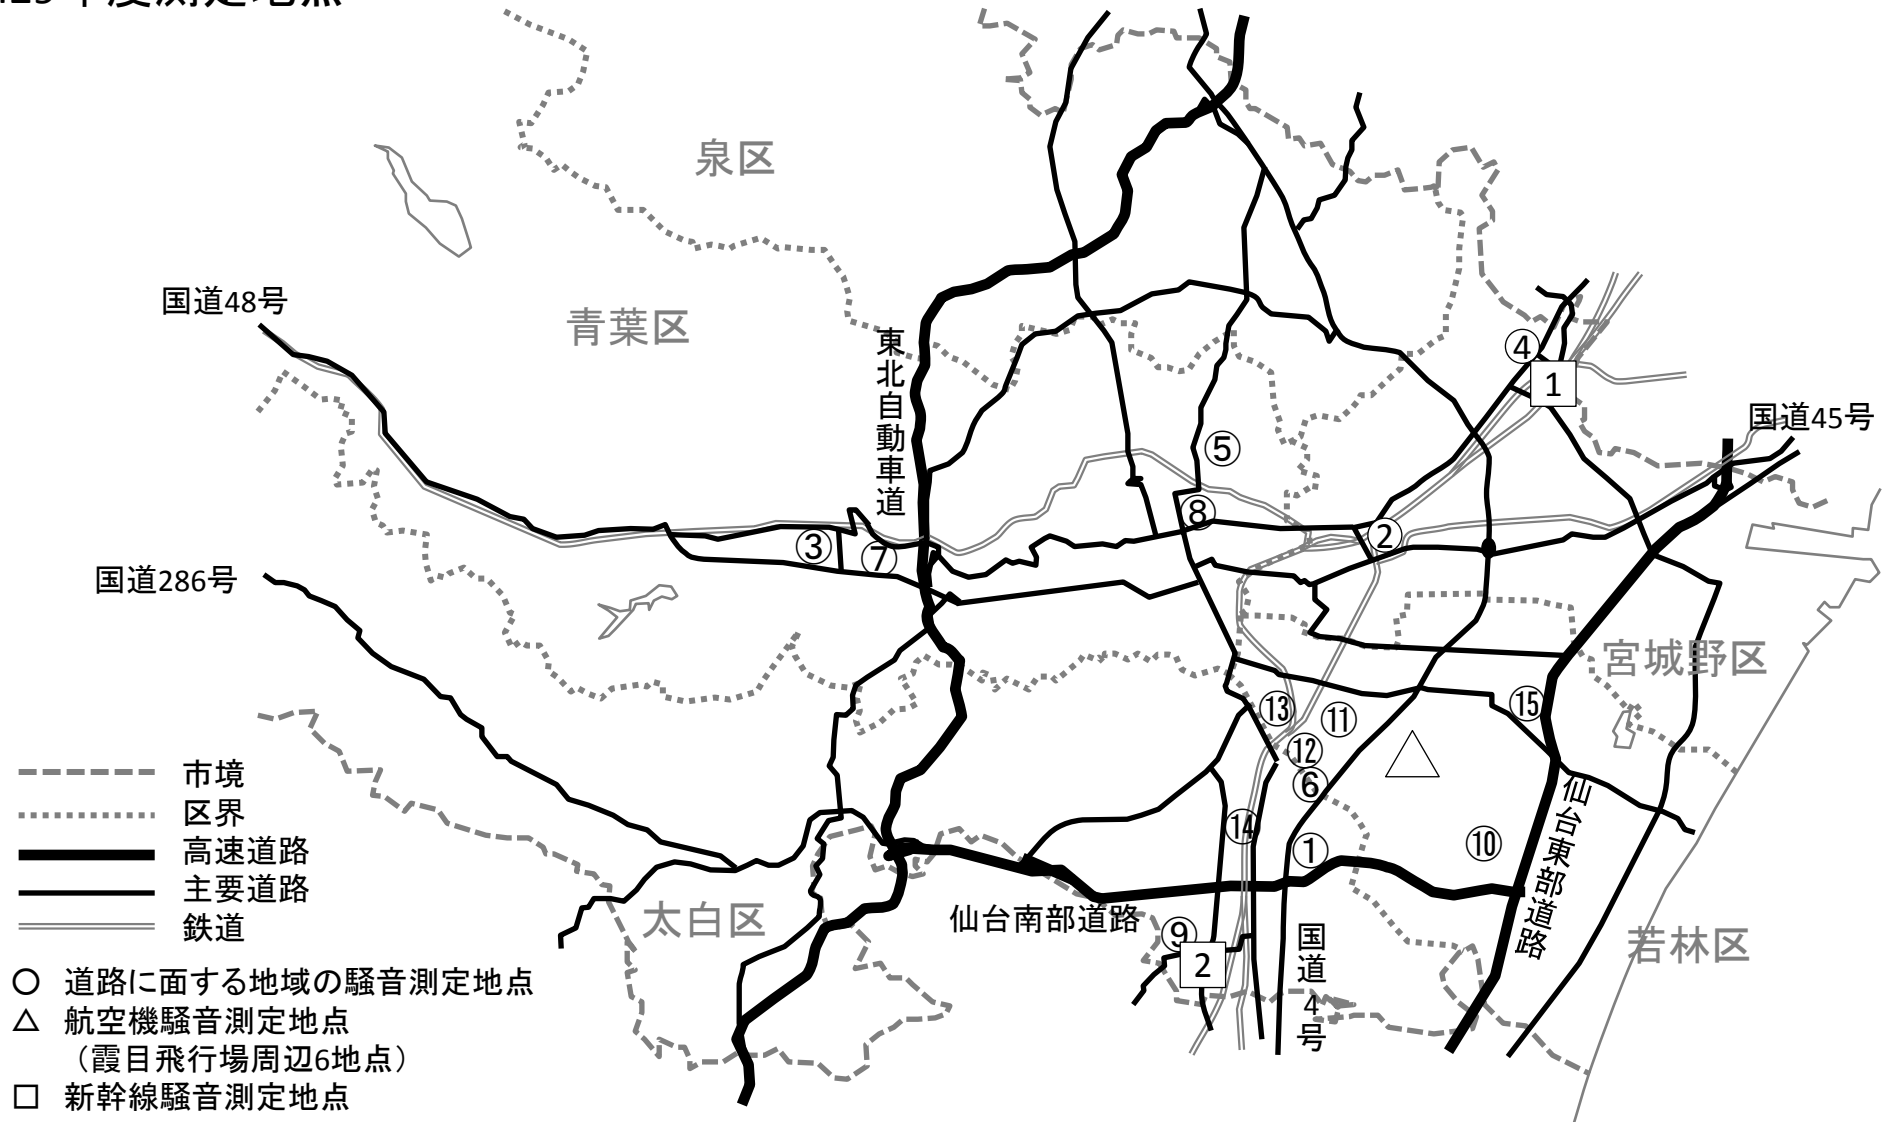 年度測定地点
泉区
国道48号
青葉区
東北自動車道
④
1
国道45号
⑤
⑧
②
③
⑦
国道286号
宮城野区
⑬
⑪
⑮
⑫
⑥
市境
区界
高速道路
主要道路
鉄道
⑭
①
⑩
仙台東部道路
太白区
仙台南部道路
⑨
2
国道4号
若林区
○ 道路に面する地域の騒音測定地点
△ 航空機騒音測定地点
（霞目飛行場周辺6地点）
□ 新幹線騒音測定地点